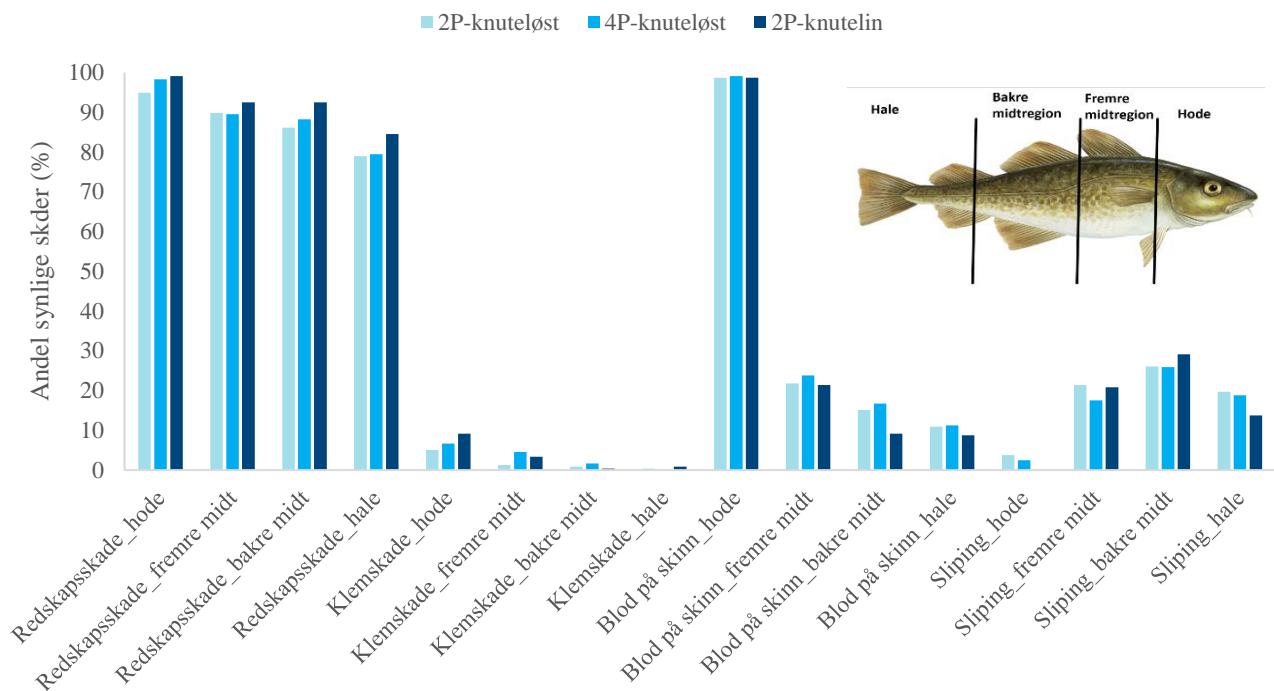 2P-knuteløst 4P-knuteløst 2P-knutelin
Andel synlige skder (%)
100
90
80
70
60
50
40
30
20
10
0
Hale
Bakre
midtregion
Fremre
midtregion
Hode
Redskapsskade_hode
Redskapsskade_fremre midt
Redskapsskade_bakre midt
Redskapsskade_hale
Klemskade_hode
Klemskade_fremre midt
Klemskade_bakre midt
Klemskade_hale
Blod på skinn_hode
Blod på skinn_fremre midt
Blod på skinn_bakre midt
Blod på skinn_hale
Sliping_hode
Sliping_fremre midt
Sliping_bakre midt
Sliping_hale